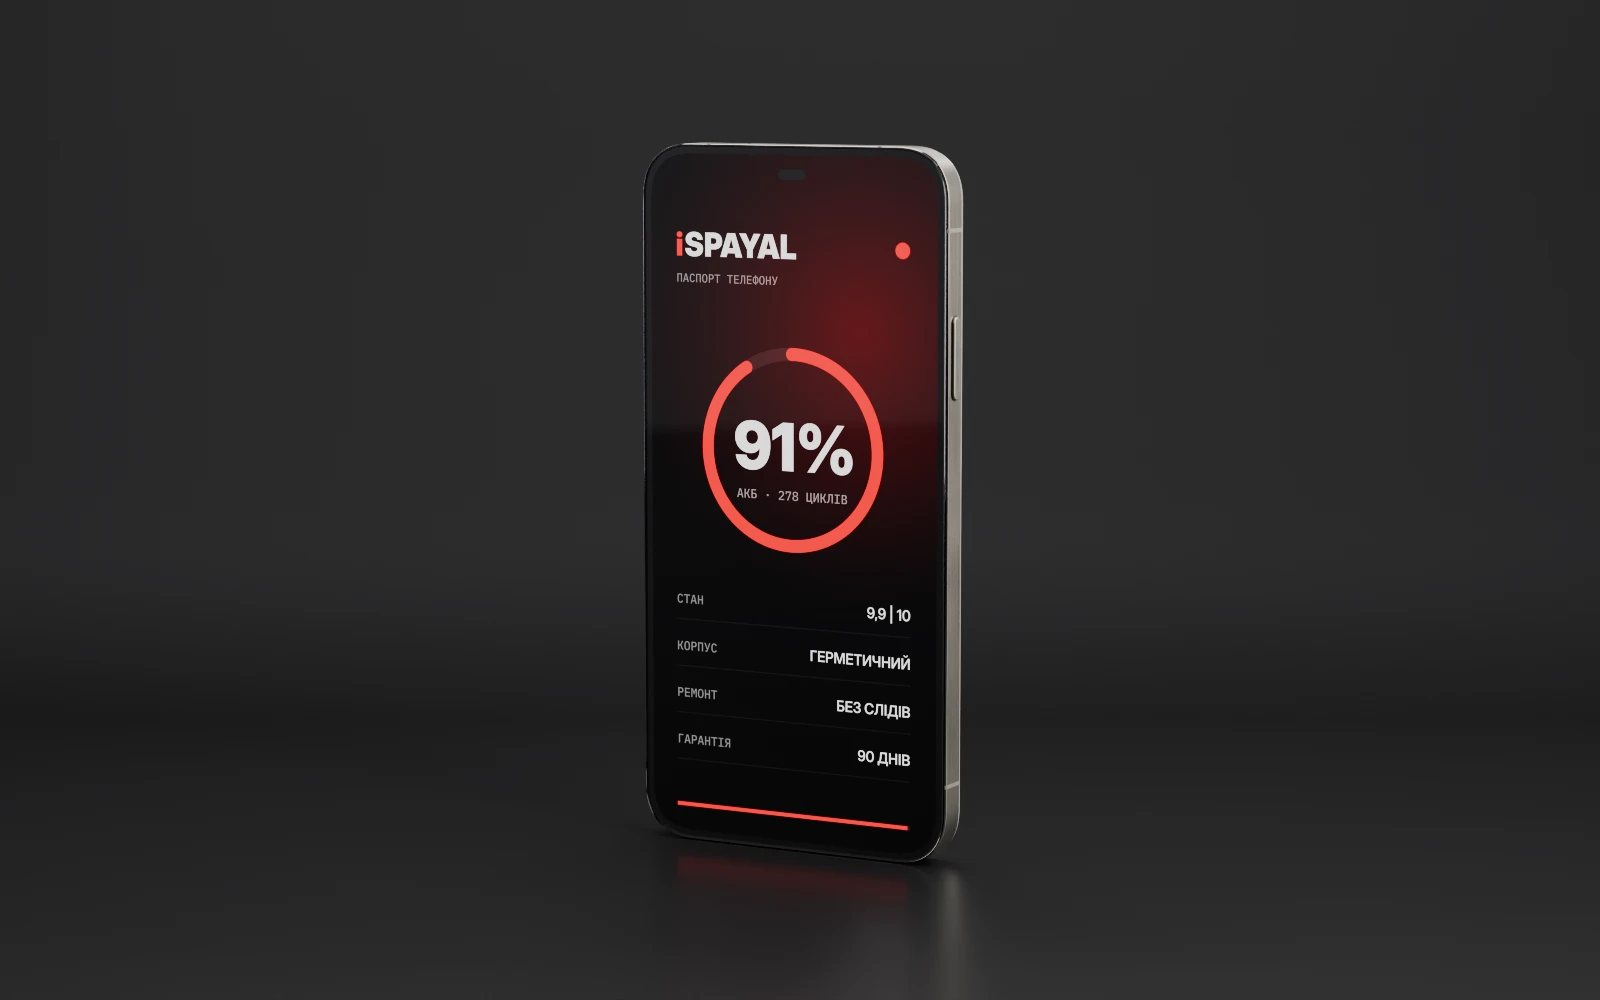 iSPAYAL
ПАСПОРТ ТЕЛЕФОНУ
91%
АКБ · 278 ЦИКЛІВ
СТАН 9,9 | 10
КОРПУС ГЕРМЕТИЧНИЙ
РЕМОНТ БЕЗ СЛІДІВ
ГАРАНТІЯ 90 ДНІВ